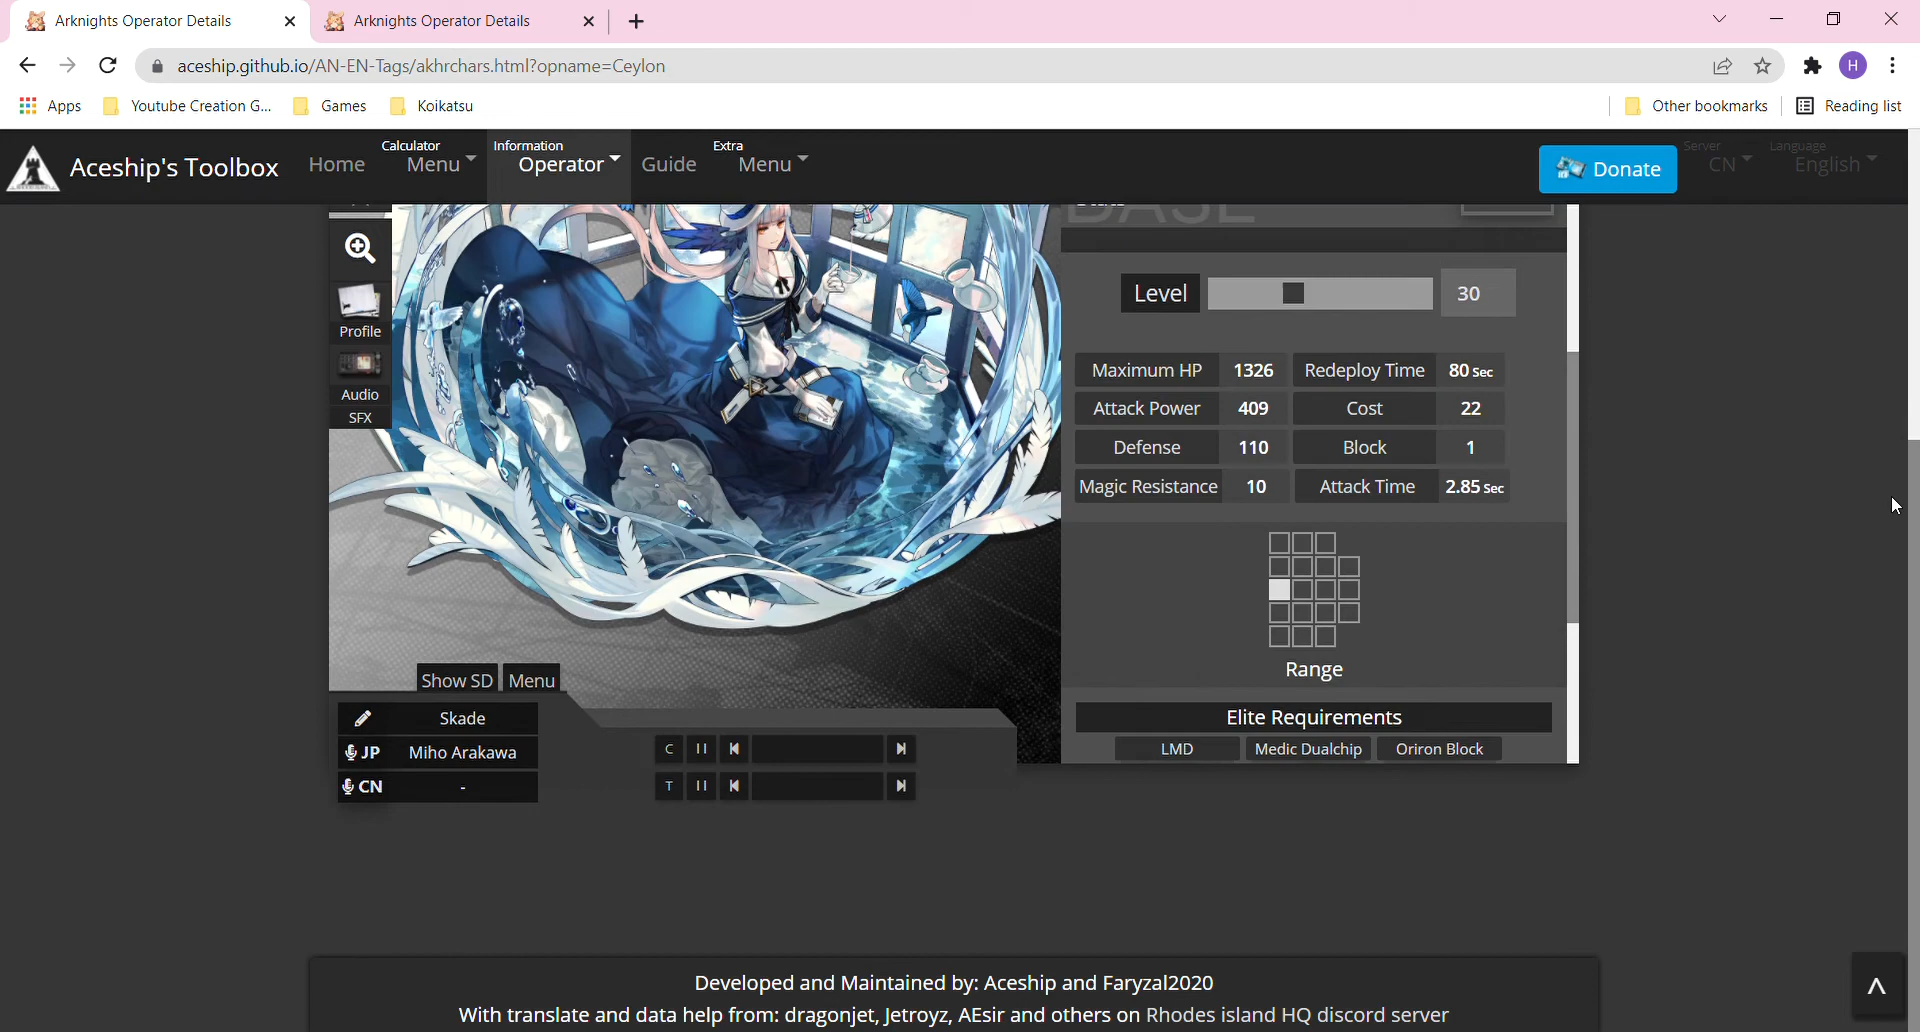 Arknights Operator Details
Arknights Operator Details
aceship.github.io/AN-EN-Tags/akhrchars.html?opname=Ceylon
H
Apps
Youtube Creation G...
Games
Koikatsu
Other bookmarks
Reading list
Aceship's Toolbox
Home
Calculator
Menu
Information
Operator
Guide
Extra
Menu
Donate
Server
CN
Language
English
Profile
Audio
SFX
Level
30
Maximum HP 1326 Redeploy Time 80 Sec
Attack Power 409 Cost 22
Defense 110 Block 1
Magic Resistance 10 Attack Time 2.85 Sec
Range
Elite Requirements
LMD Medic Dualchip Oriron Block
Show SD Menu
Skade
JP Miho Arakawa
CN -
C
T
Developed and Maintained by: Aceship and Faryzal2020
With translate and data help from: dragonjet, Jetroyz, AEsir and others on Rhodes island HQ discord server